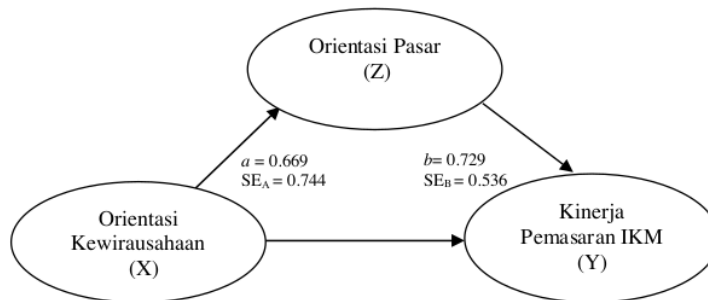 Orientasi Pasar
(Z)
a = 0.669
SEA = 0.744
b= 0.729
SEB = 0.536
Orientasi
Kewirausahaan
(X)
Kinerja
Pemasaran IKM
(Y)